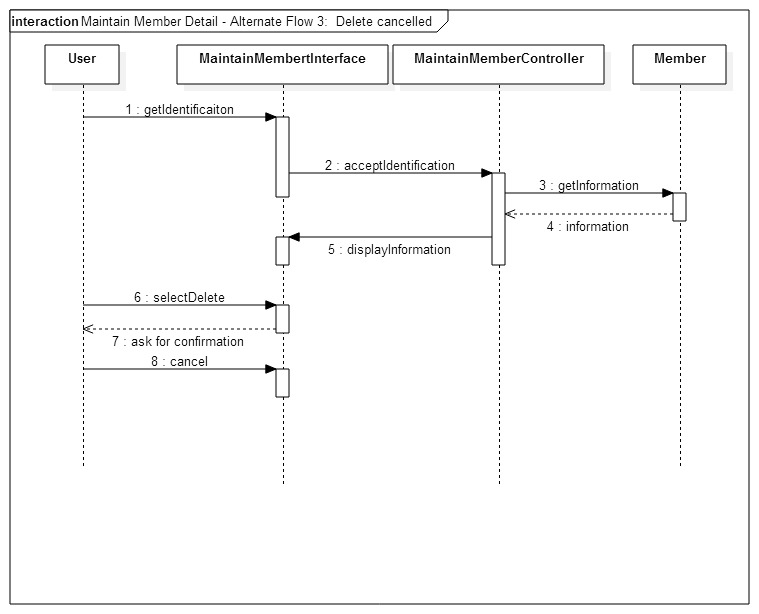 interaction Maintain Member Detail - Alternate Flow 3:  Delete cancelled
User
MaintainMembertInterface
MaintainMemberController
Member
1 : getIdentificaiton
2 : acceptIdentification
3 : getInformation
4 : information
5 : displayInformation
6 : selectDelete
7 : ask for confirmation
8 : cancel